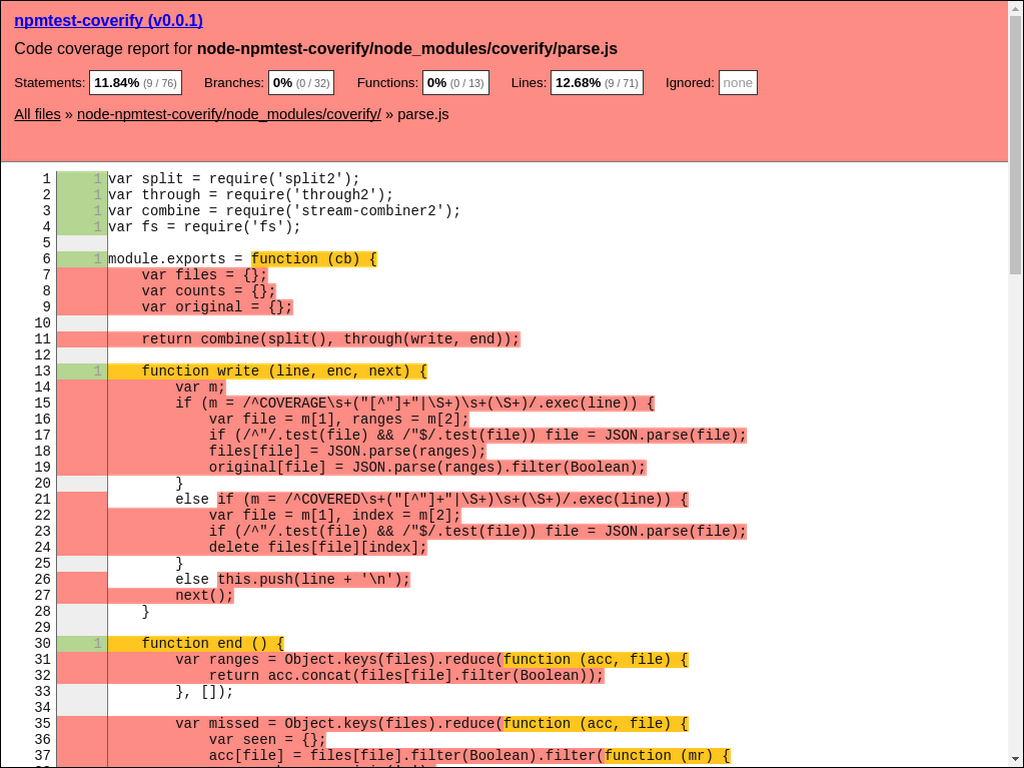 npmtest-coverify (v0.0.1)
Code coverage report for node-npmtest-coverify/node_modules/coverify/parse.js
Statements: 11.84% (9 / 76) Branches: 0% (0 / 32) Functions: 0% (0 / 13) Lines: 12.68% (9 / 71) Ignored: none
All files » node-npmtest-coverify/node_modules/coverify/ » parse.js
1 1 var split = require('split2');
2 1 var through = require('through2');
3 1 var combine = require('stream-combiner2');
4 1 var fs = require('fs');
5
6 1 module.exports = function (cb) {
7     var files = {};
8     var counts = {};
9     var original = {};
10
11     return combine(split(), through(write, end));
12
13 1     function write (line, enc, next) {
14         var m;
15         if (m = /^COVERAGE\s+("[^"]+"|\S+)\s+(\S+)/.exec(line)) {
16             var file = m[1], ranges = m[2];
17             if (/^"/.test(file) && /"$/.test(file)) file = JSON.parse(file);
18             files[file] = JSON.parse(ranges);
19             original[file] = JSON.parse(ranges).filter(Boolean);
20         }
21         else if (m = /^COVERED\s+("[^"]+"|\S+)\s+(\S+)/.exec(line)) {
22             var file = m[1], index = m[2];
23             if (/^"/.test(file) && /"$/.test(file)) file = JSON.parse(file);
24             delete files[file][index];
25         }
26         else this.push(line + '\n');
27         next();
28     }
29
30 1     function end () {
31         var ranges = Object.keys(files).reduce(function (acc, file) {
32             return acc.concat(files[file].filter(Boolean));
33         }, []);
34
35         var missed = Object.keys(files).reduce(function (acc, file) {
36             var seen = {};
37             acc[file] = files[file].filter(Boolean).filter(function (mr) {